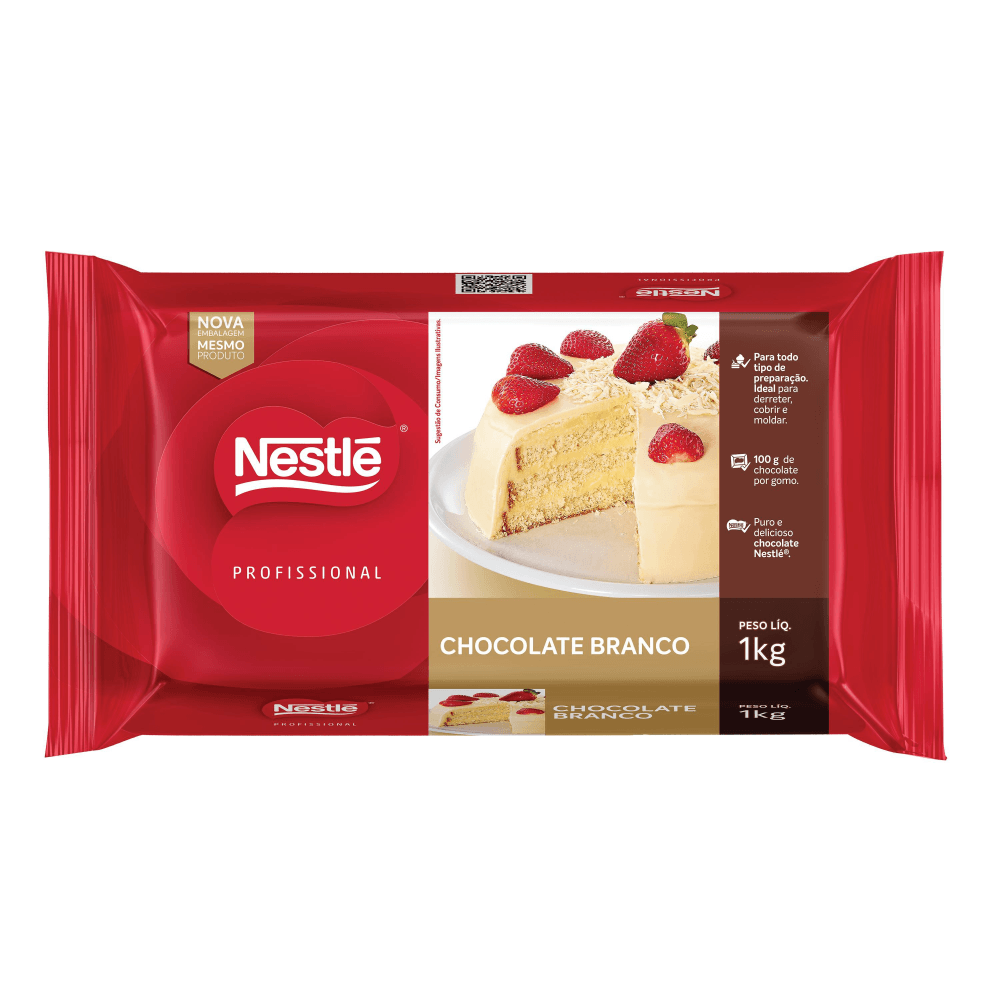 Nestlé
PROFISSIONAL
NOVA
EMBALAGEM
MESMO
PRODUTO
Nestlé
®
PROFISSIONAL
Sugestão de Consumo/Imagens Ilustrativas.
Para todo
tipo de
preparação.
Ideal para
derreter,
cobrir e
moldar.
100 g de
chocolate
por gomo.
Nestlé
Puro e
delicioso
chocolate
Nestlé®.
CHOCOLATE BRANCO
PESO LÍQ.
1kg
Nestlé
PROFISSIONAL
CHOCOLATE
BRANCO
PESO LÍQ.
1kg